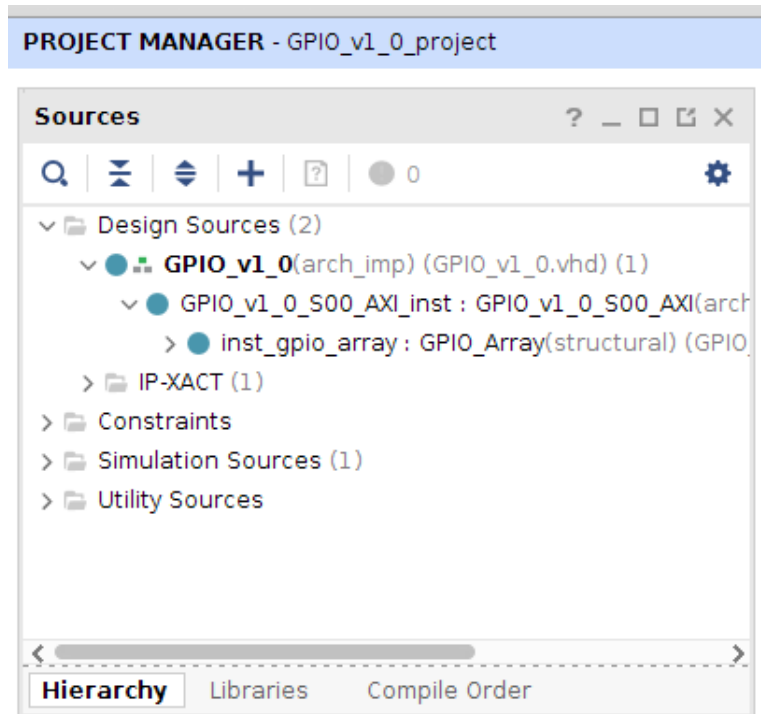 PROJECT MANAGER - GPIO_v1_0_project
Sources
? _
0
Design Sources (2)
GPIO_v1_0(arch_imp) (GPIO_v1_0.vhd) (1)
GPIO_v1_0_S00_AXI_inst : GPIO_v1_0_S00_AXI(arch
inst_gpio_array : GPIO_Array(structural) (GPIO_
IP-XACT (1)
Constraints
Simulation Sources (1)
Utility Sources
Hierarchy Libraries Compile Order